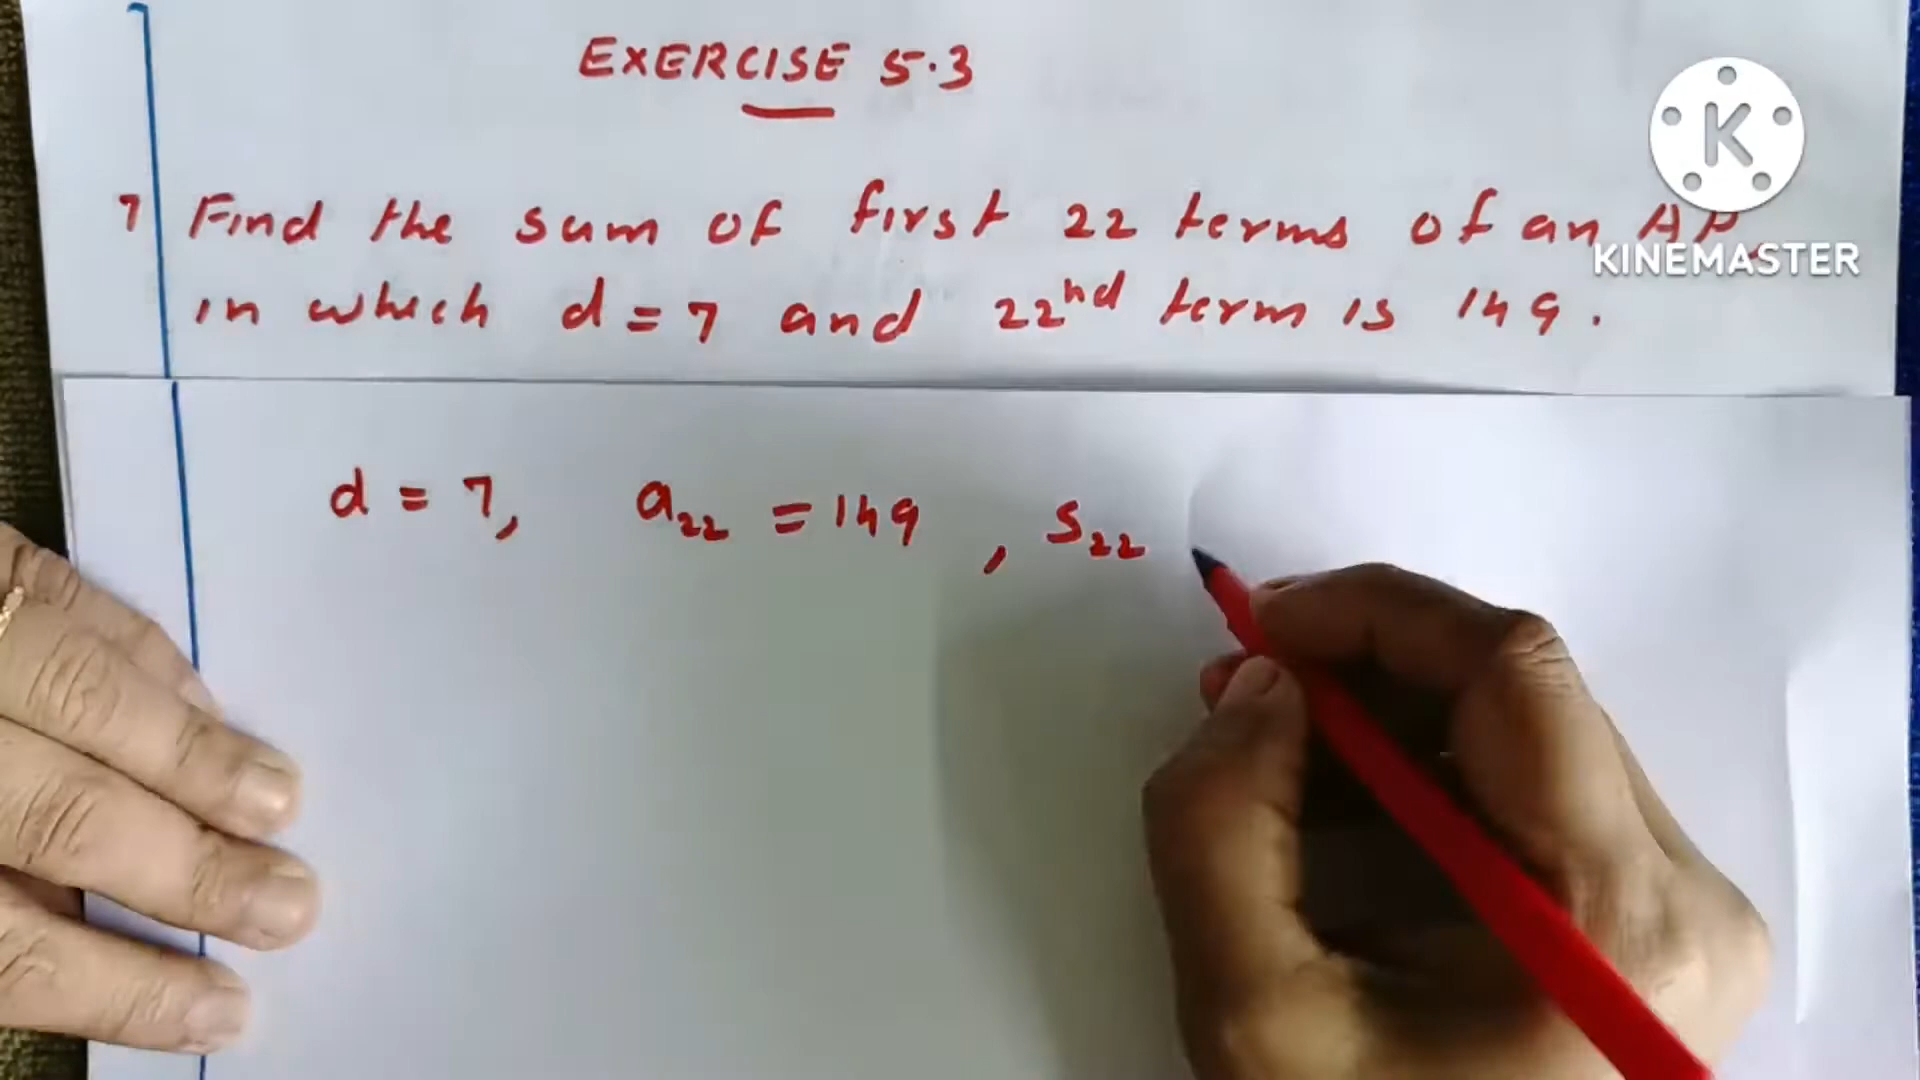 EXERCISE 5.3
K
7 Find the sum of first 22 terms of an AP
KINEMASTER
in which d = 7 and 22nd term is 149.
d = 7, a22 = 149 , S22